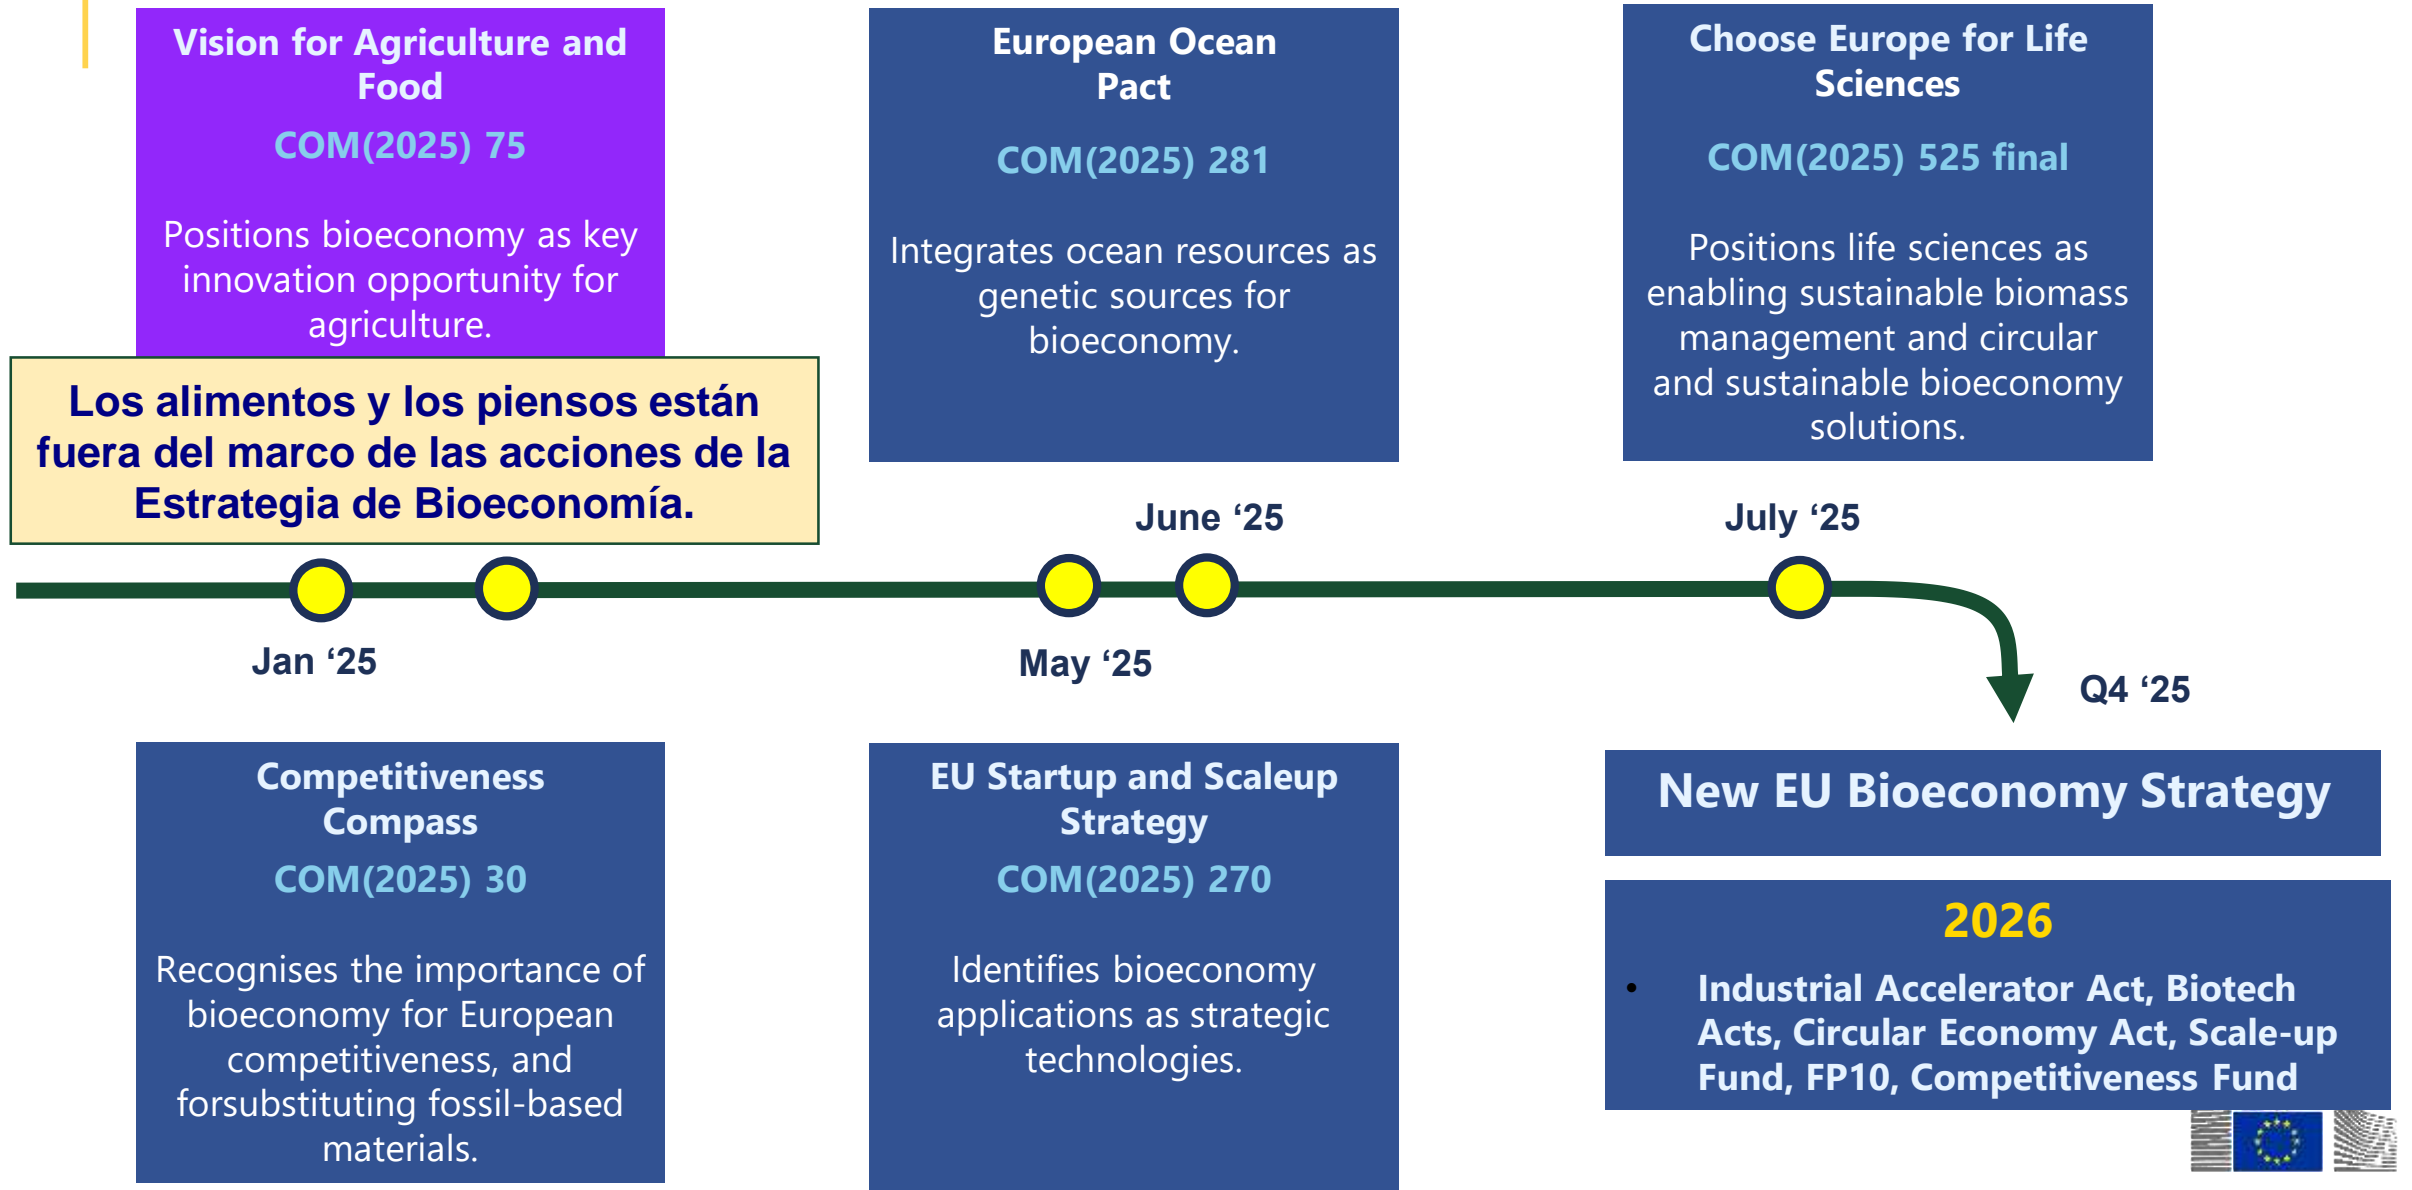 Vision for Agriculture and
Food
COM(2025) 75
Positions bioeconomy as key
innovation opportunity for
agriculture.
European Ocean
Pact
COM(2025) 281
Integrates ocean resources as
genetic sources for
bioeconomy.
Choose Europe for Life
Sciences
COM(2025) 525 final
Positions life sciences as
enabling sustainable biomass
management and circular
and sustainable bioeconomy
solutions.
Los alimentos y los piensos están
fuera del marco de las acciones de la
Estrategia de Bioeconomía.
June ‘25
July ‘25
Jan ‘25
May ‘25
Q4 ‘25
Competitiveness
Compass
COM(2025) 30
Recognises the importance of
bioeconomy for European
competitiveness, and
forsubstituting fossil-based
materials.
EU Startup and Scaleup
Strategy
COM(2025) 270
Identifies bioeconomy
applications as strategic
technologies.
New EU Bioeconomy Strategy
2026
• Industrial Accelerator Act, Biotech
Acts, Circular Economy Act, Scale-up
Fund, FP10, Competitiveness Fund